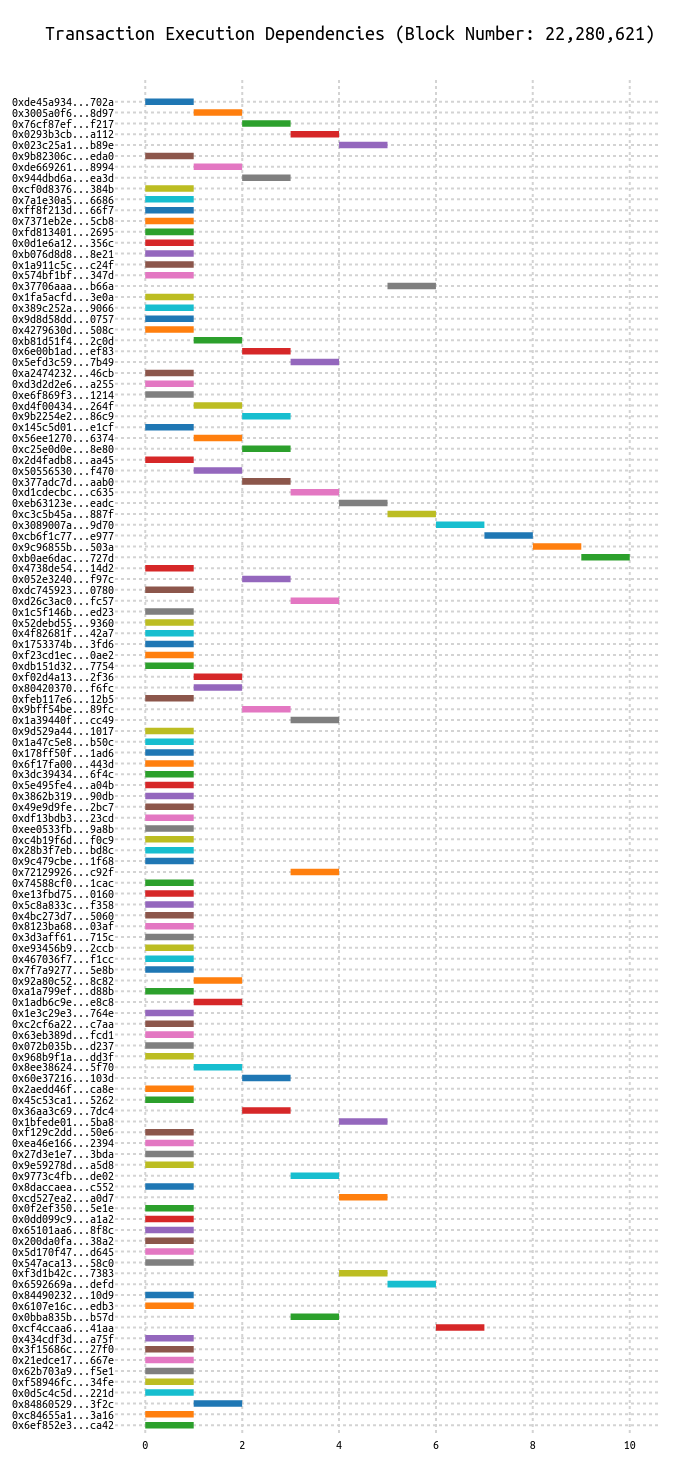 Transaction Execution Dependencies (Block Number: 22,280,621)
0xde45a934...702a
0x3005a0f6...8d97
0x76cf87ef...f217
0x0293b3cb...a112
0x023c25a1...b89e
0x9b82306c...eda0
0xde669261...8994
0x944dbd6a...ea3d
0xcf0d8376...384b
0x7a1e30a5...6686
0xff8f213d...66f7
0x7371eb2e...5cb8
0xfd813401...2695
0x0d1e6a12...356c
0xb076d8d8...8e21
0x1a911c5c...c24f
0x574bf1bf...347d
0x37706aaa...b66a
0x1fa5acfd...3e0a
0x389c252a...9066
0x9d8d58dd...0757
0x4279630d...508c
0xb81d51f4...2c0d
0x6e00b1ad...ef83
0x5efd3c59...7b49
0xa2474232...46cb
0xd3d2d2e6...a255
0xe6f869f3...1214
0xd4f00434...264f
0x9b2254e2...86c9
0x145c5d01...e1cf
0x56ee1270...6374
0xc25e0d0e...8e80
0x2d4fadb8...aa45
0x50556530...f470
0x377adc7d...aab0
0xd1cdecbc...c635
0xeb63123e...eadc
0xc3c5b45a...887f
0x3089007a...9d70
0xcb6f1c77...e977
0x9c96855b...503a
0xb0ae6dac...727d
0x4738de54...14d2
0x052e3240...f97c
0xdc745923...0780
0xd26c3ac0...fc57
0x1c5f146b...ed23
0x52debd55...9360
0x4f82681f...42a7
0x1753374b...3fd6
0xf23cd1ec...0ae2
0xdb151d32...7754
0xf02d4a13...2f36
0x80420370...f6fc
0xfeb117e6...12b5
0x9bff54be...89fc
0x1a39440f...cc49
0x9d529a44...1017
0x1a47c5e8...b50c
0x178ff50f...1ad6
0x6f17fa00...443d
0x3dc39434...6f4c
0x5e495fe4...a04b
0x3862b319...90db
0x49e9d9fe...2bc7
0xdf13bdb3...23cd
0xee0533fb...9a8b
0xc4b19f6d...f0c9
0x28b3f7eb...bd8c
0x9c479cbe...1f68
0x72129926...c92f
0x74588cf0...1cac
0xe13fbd75...0160
0x5c8a833c...f358
0x4bc273d7...5060
0x8123ba68...03af
0x3d3aff61...715c
0xe93456b9...2ccb
0x467036f7...f1cc
0x7f7a9277...5e8b
0x92a80c52...8c82
0xa1a799ef...d88b
0x1adb6c9e...e8c8
0x1e3c29e3...764e
0xc2cf6a22...c7aa
0x63eb389d...fcd1
0x072b035b...d237
0x968b9f1a...dd3f
0x8ee38624...5f70
0x60e37216...103d
0x2aedd46f...ca8e
0x45c53ca1...5262
0x36aa3c69...7dc4
0x1bfede01...5ba8
0xf129c2dd...50e6
0xea46e166...2394
0x27d3e1e7...3bda
0x9e59278d...a5d8
0x9773c4fb...de02
0x8daccaea...c552
0xcd527ea2...a0d7
0x0f2ef350...5e1e
0x0dd099c9...a1a2
0x65101aa6...8f8c
0x200da0fa...38a2
0x5d170f47...d645
0x547aca13...58c0
0xf3d1b42c...7383
0x6592669a...defd
0x84490232...10d9
0x6107e16c...edb3
0x0bba835b...b57d
0xcf4ccaa6...41aa
0x434cdf3d...a75f
0x3f15686c...27f0
0x21edce17...667e
0x62b703a9...f5e1
0xf58946fc...34fe
0x0d5c4c5d...221d
0x84860529...3f2c
0xc84655a1...3a16
0x6ef852e3...ca42
0 2 4 6 8 10